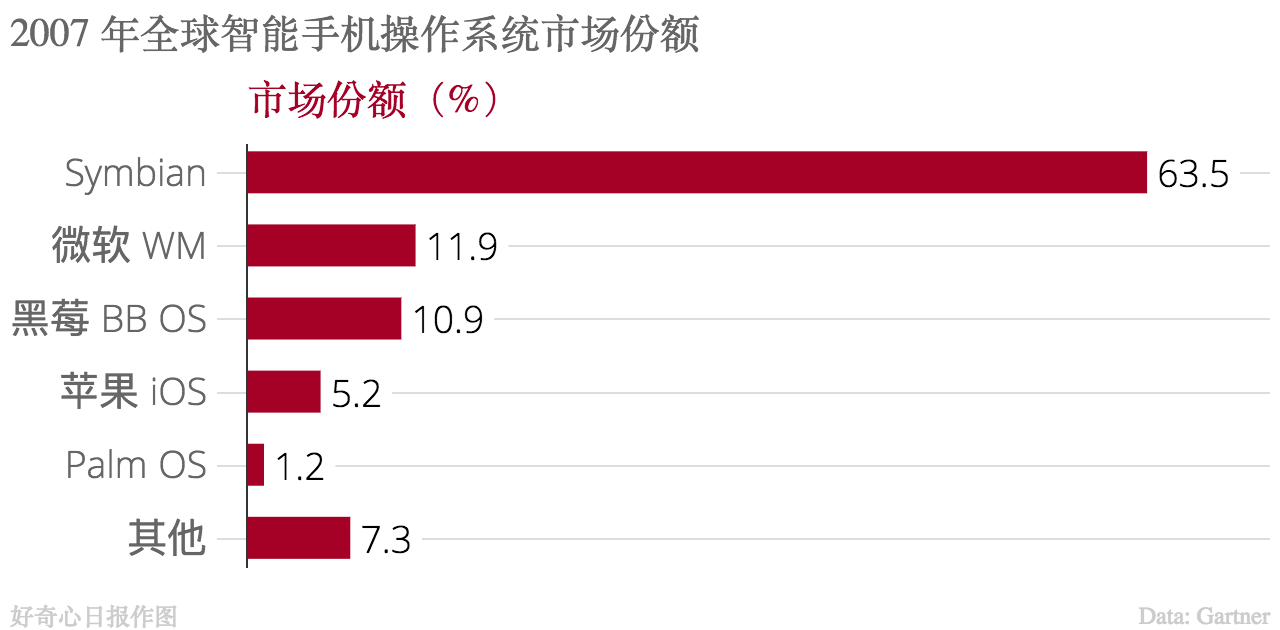 2007 年全球智能手机操作系统市场份额
市场份额（%）
Symbian 63.5
微软 WM 11.9
黑莓 BB OS 10.9
苹果 iOS 5.2
Palm OS 1.2
其他 7.3
好奇心日报作图 Data: Gartner